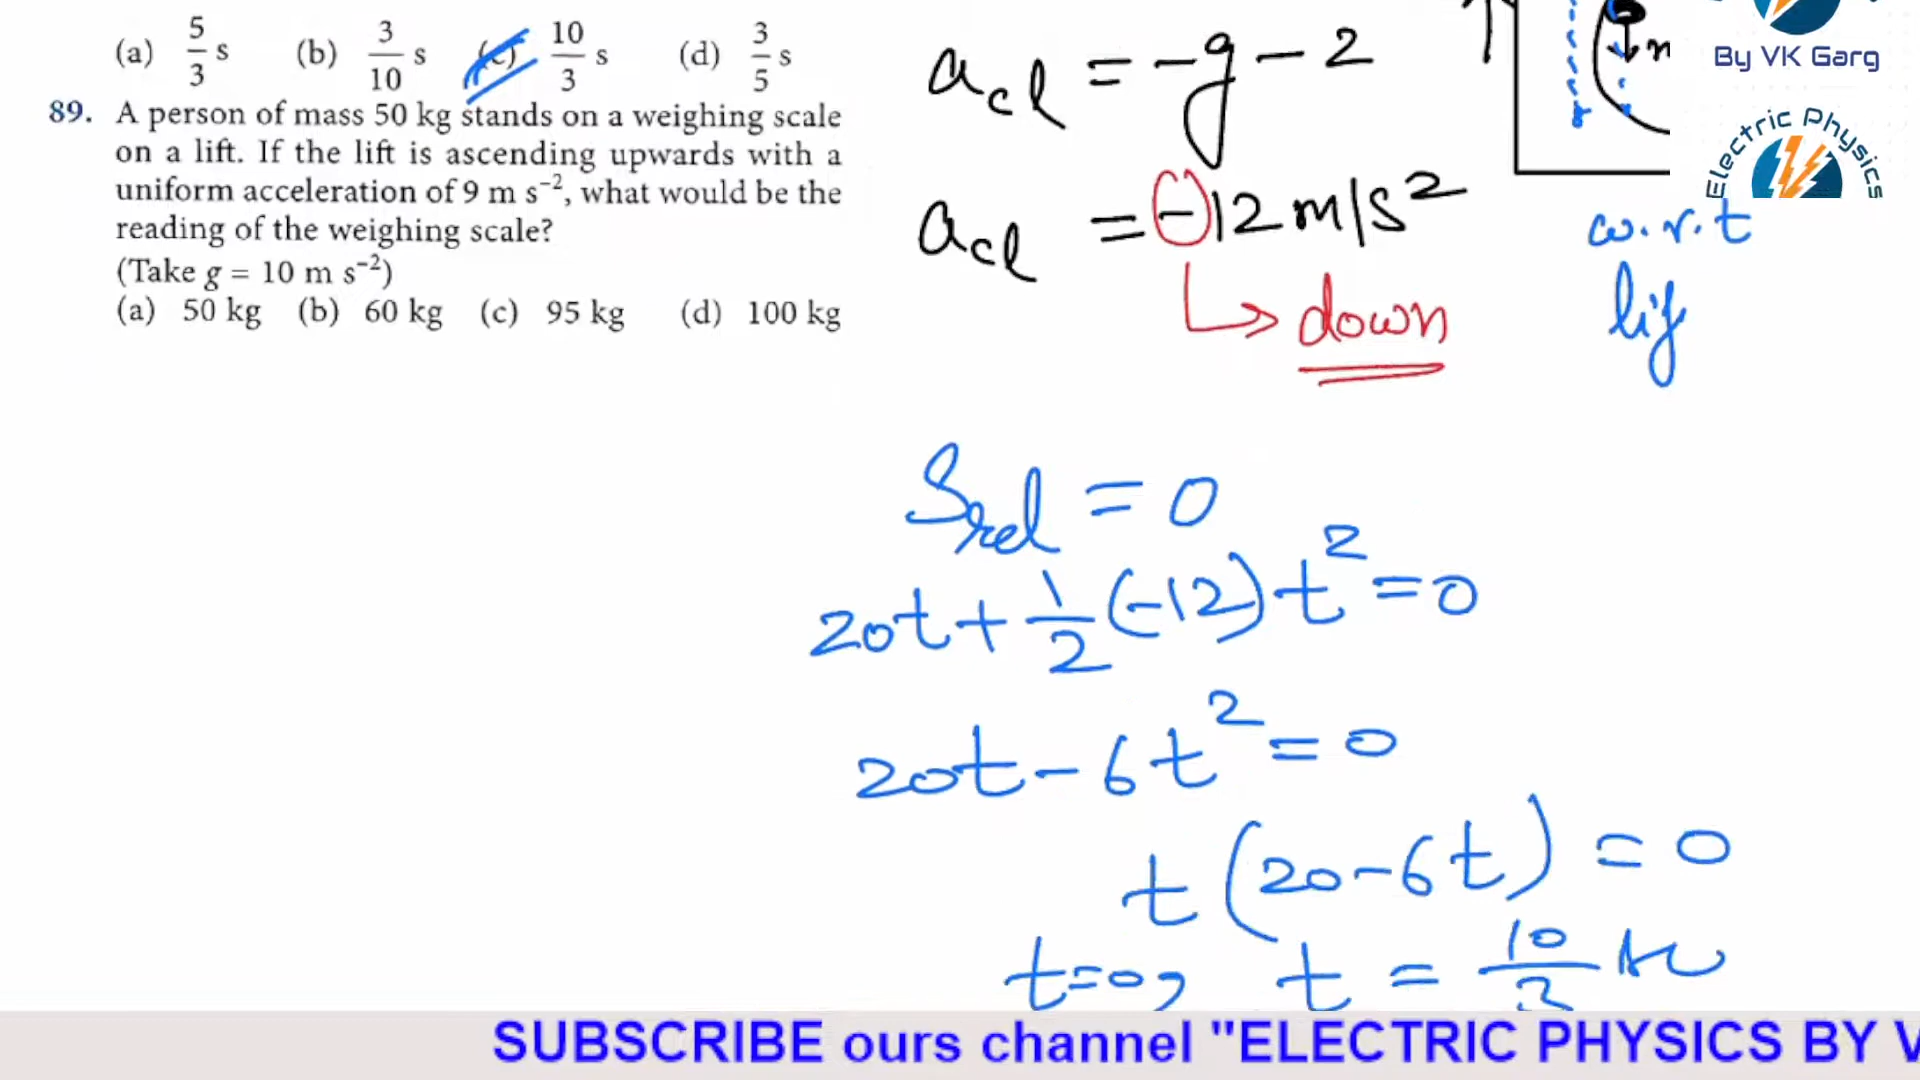 (a) 5/3 s (b) 3/10 s (c) 10/3 s (d) 3/5 s
89. A person of mass 50 kg stands on a weighing scale
on a lift. If the lift is ascending upwards with a
uniform acceleration of 9 m s⁻², what would be the
reading of the weighing scale?
(Take g = 10 m s⁻²)
(a) 50 kg (b) 60 kg (c) 95 kg (d) 100 kg
a_cl = -g - 2
a_cl = -12 m/s²
down
By VK Garg
Electric Physics
w.r.t
lif
S_rel = 0
20t + 1/2 (-12) t² = 0
20t - 6t² = 0
t (20 - 6t) = 0
t = 0, t = 10/3
SUBSCRIBE ours channel "ELECTRIC PHYSICS BY V